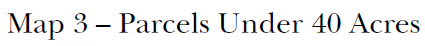 Map 3 – Parcels Under 40 Acres